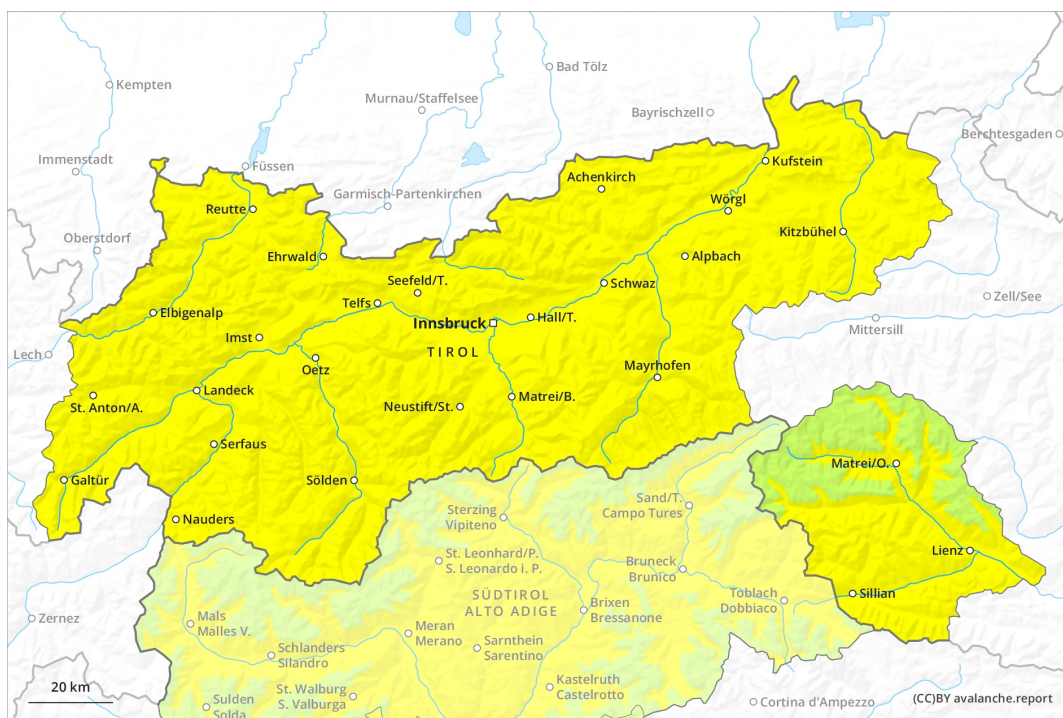 Kempten
Bad Tölz
Murnau/Staffelsee
Bayrischzell
Berchtesgaden
Immenstadt
Füssen
Kufstein
Achenkirch
Garmisch-Partenkirchen
Wörgl
Reutte
Oberstdorf
Kitzbühel
Ehrwald
Alpbach
Seefeld/T.
Schwaz
Zell/See
Telfs
Elbigenalp
Hall/T.
Innsbruck
Mittersill
Imst
TIROL
Lech
Oetz
Mayrhofen
Landeck
St. Anton/A.
Matrei/B.
Neustift/St.
Serfaus
Matrei/O.
Galtür
Sölden
Sand/T.
Campo Tures
Sterzing
Vipiteno
Nauders
Lienz
St. Leonhard/P.
S. Leonardo i. P.
Bruneck
Brunico
Sillian
SÜDTIROL
ALTO ADIGE
Toblach
Dobbiaco
Brixen
Bressanone
Zernez
Mals
Malles V.
Meran
Merano
Sarnthein
Sarentino
Schlanders
Silandro
20 km
St. Walburg
S. Valburga
Kastelruth
Castelrotto
Sulden
Solda
Cortina d'Ampezzo
(CC)BY avalanche.report